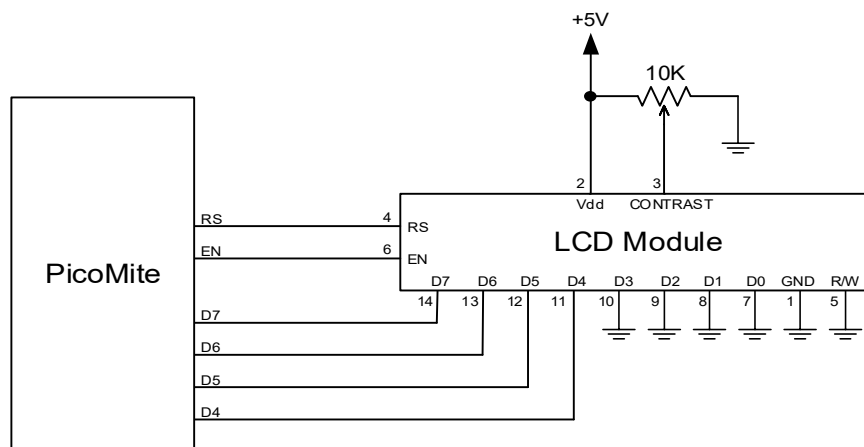 +5V
10K
2 3
Vdd CONTRAST
RS 4 RS
LCD Module
EN 6 EN
PicoMite
D7 D6 D5 D4 D3 D2 D1 D0 GND R/W
14 13 12 11 10 9 8 7 1 5
D7
D6
D5
D4